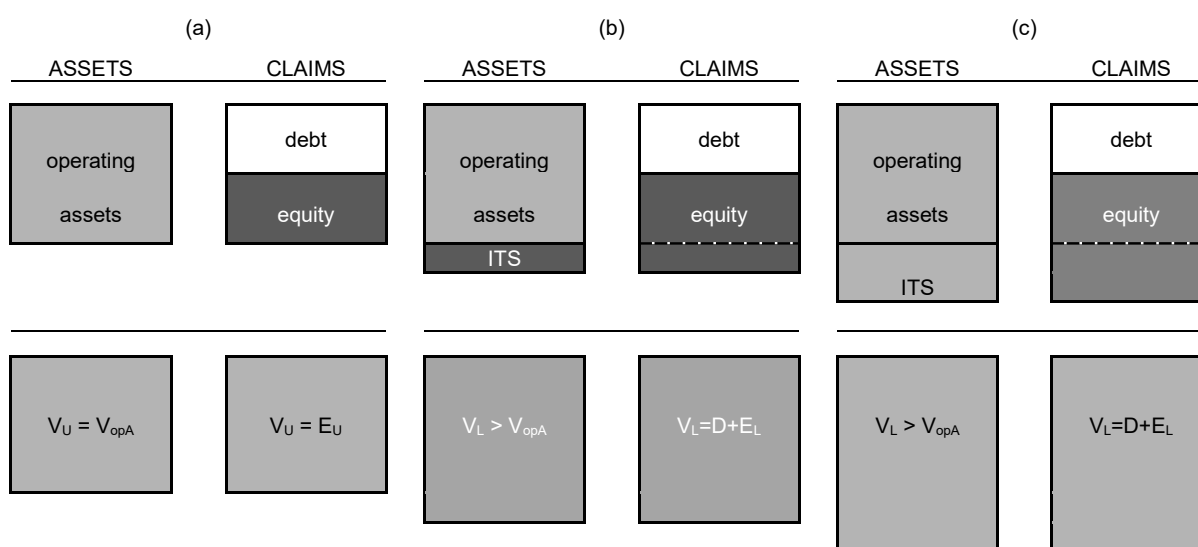 (a) (b) (c)
ASSETS CLAIMS ASSETS CLAIMS ASSETS CLAIMS
debt debt debt
operating operating operating
assets equity assets equity assets equity
ITS
ITS
V_U = V_opA V_U = E_U V_L > V_opA V_L=D+E_L V_L > V_opA V_L=D+E_L